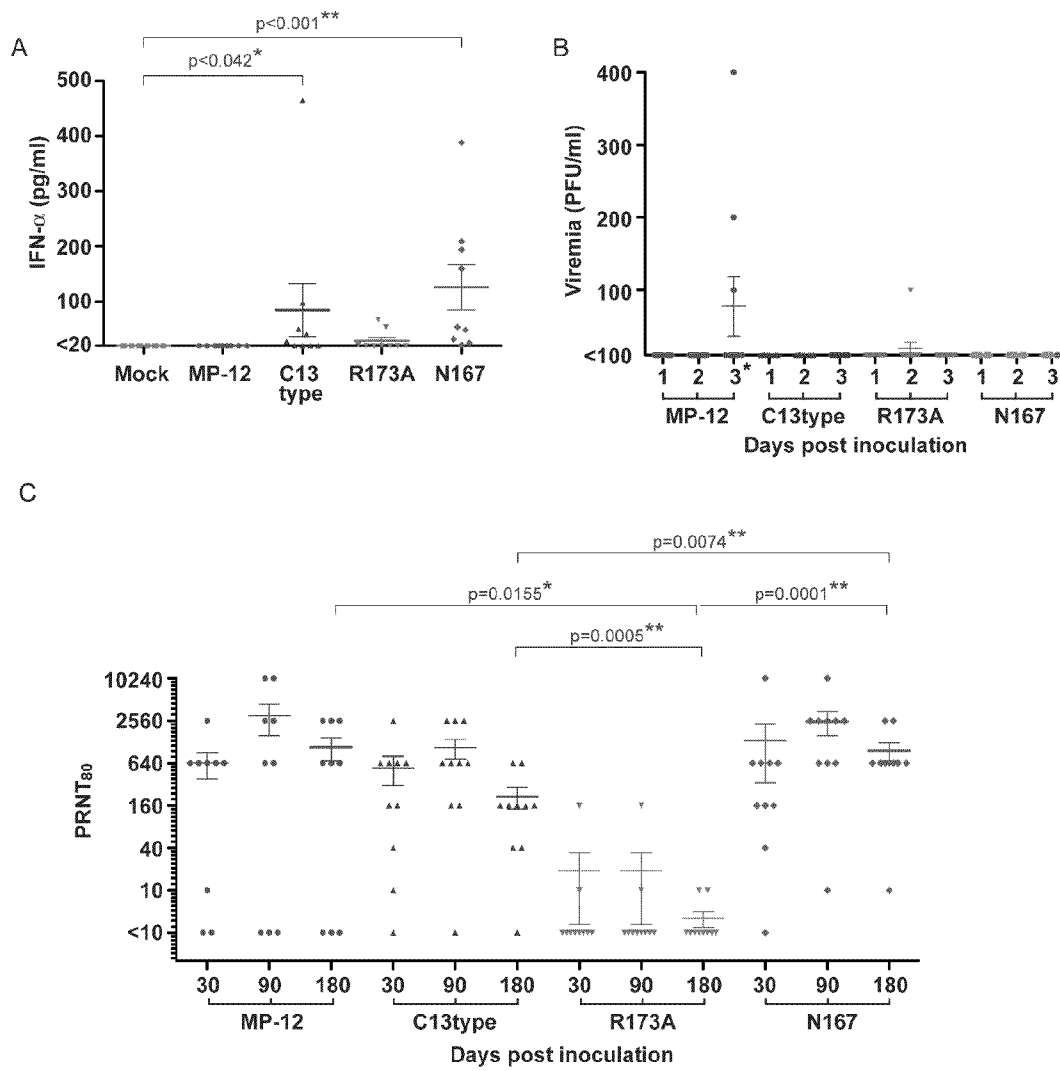 A
p<0.001**
p<0.042*
IFN-α (pg/ml)
500
400
300
200
100
<20
Mock MP-12 C13 type R173A N167
B
Viremia (PFU/ml)
400
300
200
100
<100
1 2 3* 1 2 3 1 2 3 1 2 3
MP-12 C13type R173A N167
Days post inoculation
C
p=0.0074**
p=0.0155* p=0.0001**
p=0.0005**
PRNT80
10240
2560
640
160
40
10
<10
30 90 180 30 90 180 30 90 180 30 90 180
MP-12 C13type R173A N167
Days post inoculation